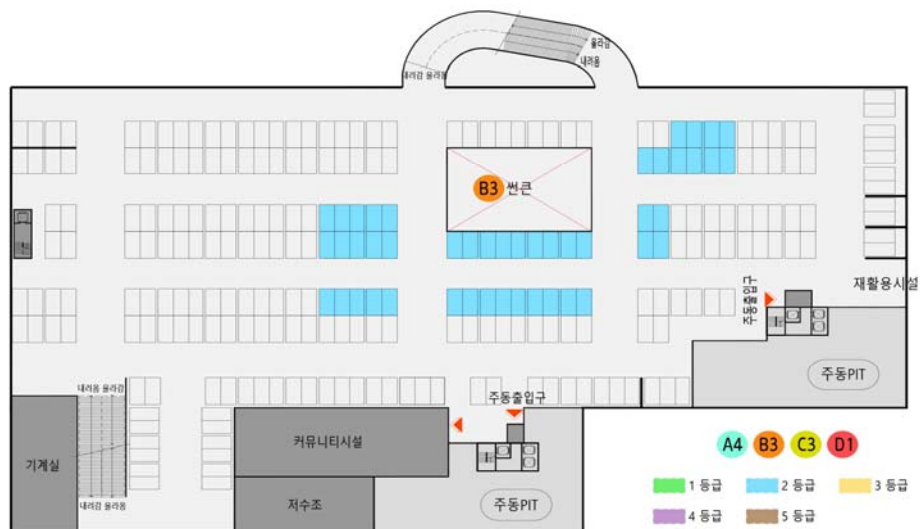 올라감
내려옴
내려감 올라옴
B3 썬큰
주동출입구
재활용시설
주동PIT
내려옴 올라감
주동출입구
커뮤니티시설
기계실
저수조
주동PIT
내려감 올라옴
A4 B3 C3 D1
1 등급 2 등급 3 등급
4 등급 5 등급